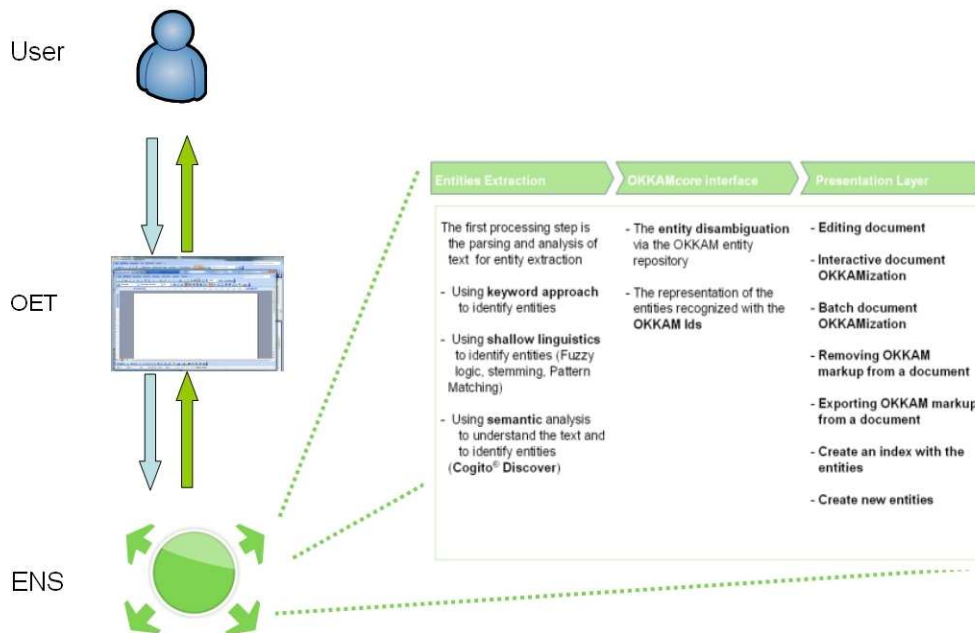 User
OET
ENS
Entities Extraction
OKKAMcore interface
Presentation Layer
The first processing step is
the parsing and analysis of
text for entity extraction
- Using keyword approach
to identify entities
- Using shallow linguistics
to identify entities (Fuzzy
logic, stemming, Pattern
Matching)
- Using semantic analysis
to understand the text and
to identify entities
(Cogito® Discover)
- The entity disambiguation
via the OKKAM entity
repository
- The representation of the
entities recognized with the
OKKAM Ids
- Editing document
- Interactive document
OKKAMization
- Batch document
OKKAMization
- Removing OKKAM
markup from a document
- Exporting OKKAM markup
from a document
- Create an index with the
entities
- Create new entities